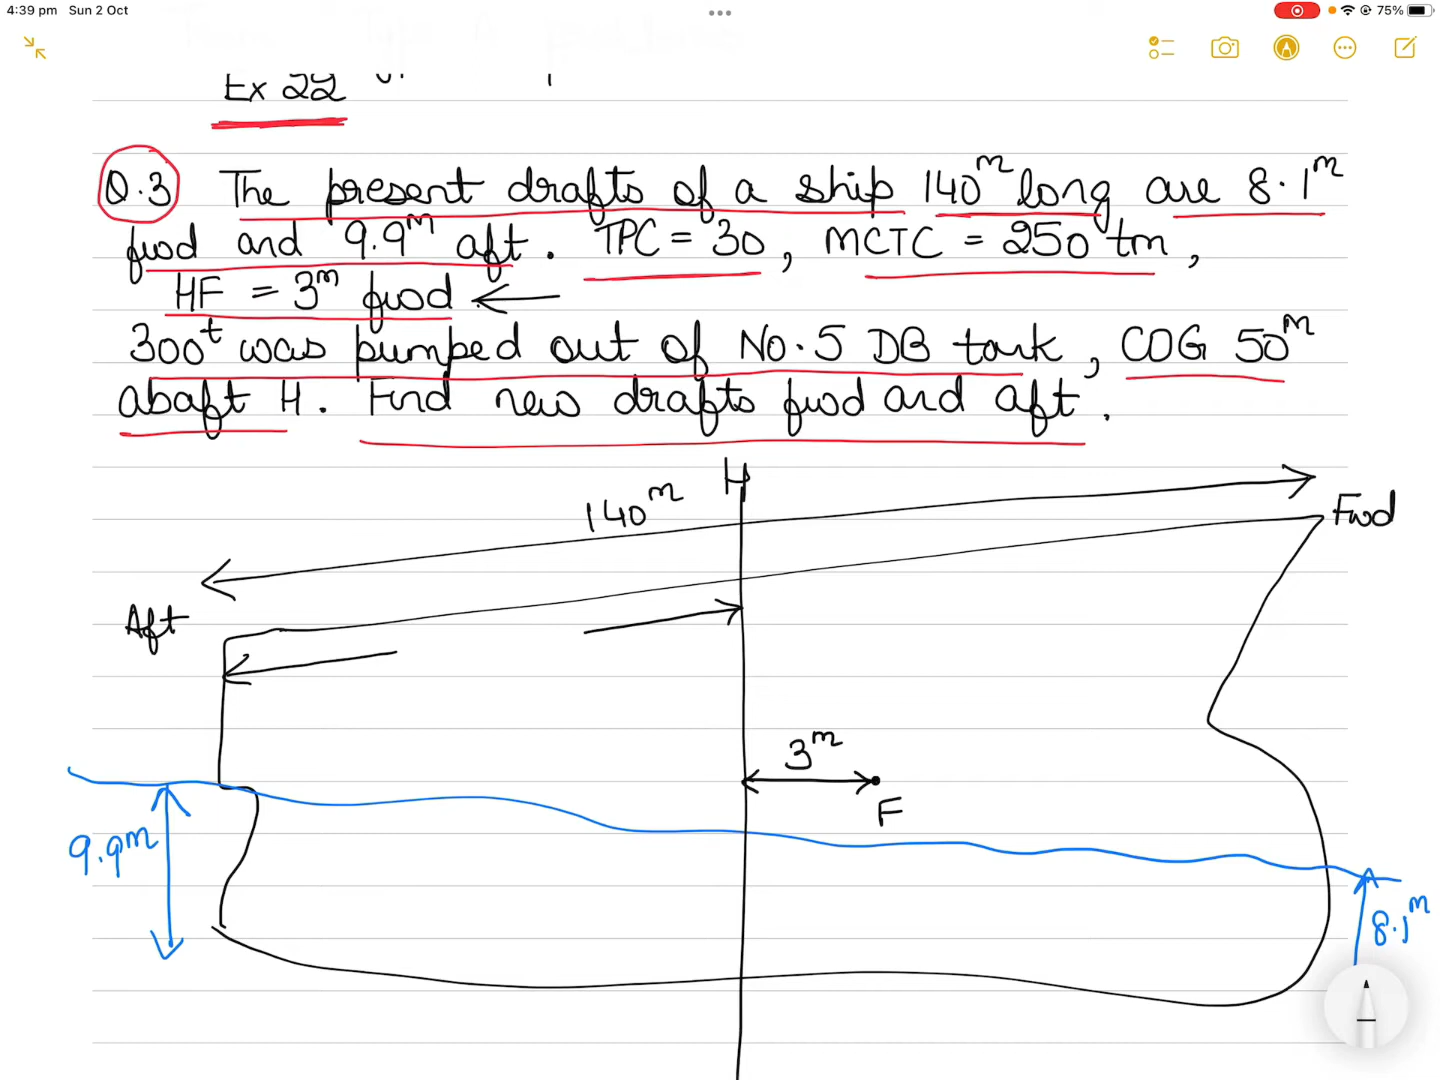 4:39 pm Sun 2 Oct
75%
Ex 22
Q.3 The present drafts of a ship 140m long are 8.1m
fwd and 9.9m aft. TPC = 30, MCTC = 250 tm,
HF = 3m fwd ←
300t was pumped out of No.5 DB tank, COG 50m
abaft H. Find new drafts fwd and aft.
H
140m
Fwd
Aft
3m
F
9.9m
8.1m